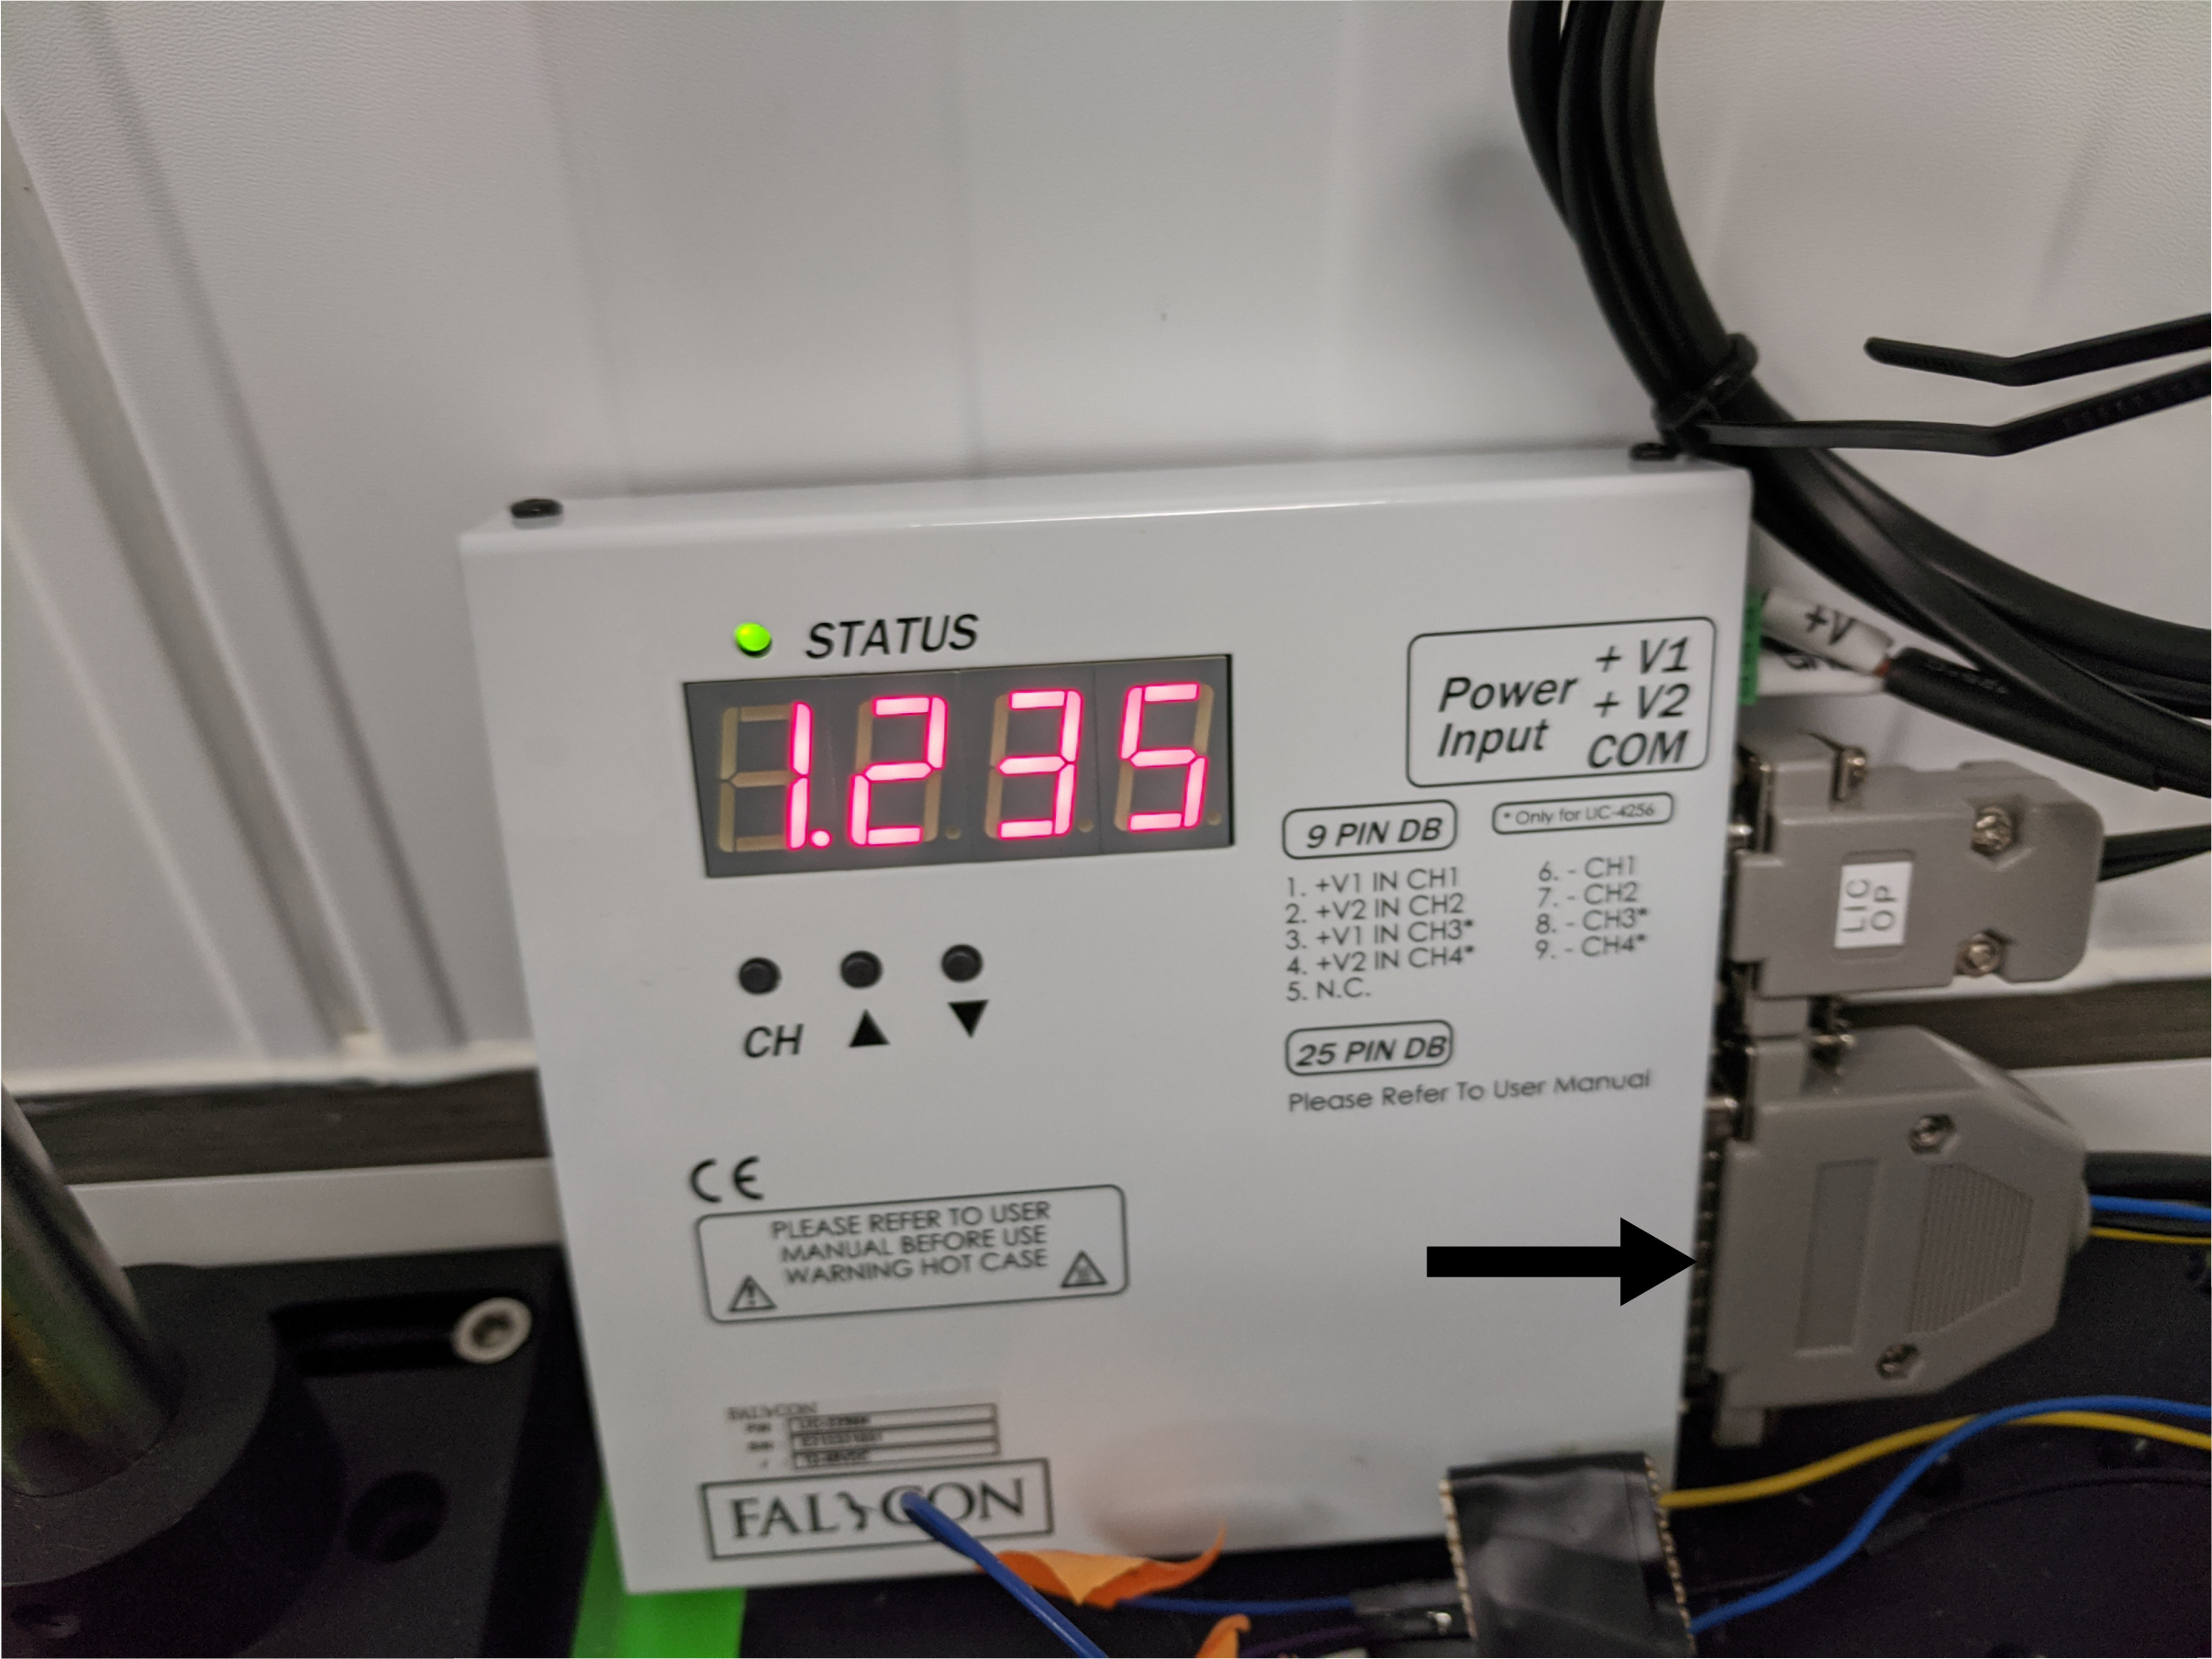 STATUS
1.235
CH
Power Input
+ V1
+ V2
COM
+V
9 PIN DB
* Only for LIC-4256
1. +V1 IN CH1
2. +V2 IN CH2
3. +V1 IN CH3*
4. +V2 IN CH4*
5. N.C.
6. - CH1
7. - CH2
8. - CH3*
9. - CH4*
25 PIN DB
Please Refer To User Manual
LIC
OP
CE
PLEASE REFER TO USER
MANUAL BEFORE USE
WARNING HOT CASE
FALCON
FALCON